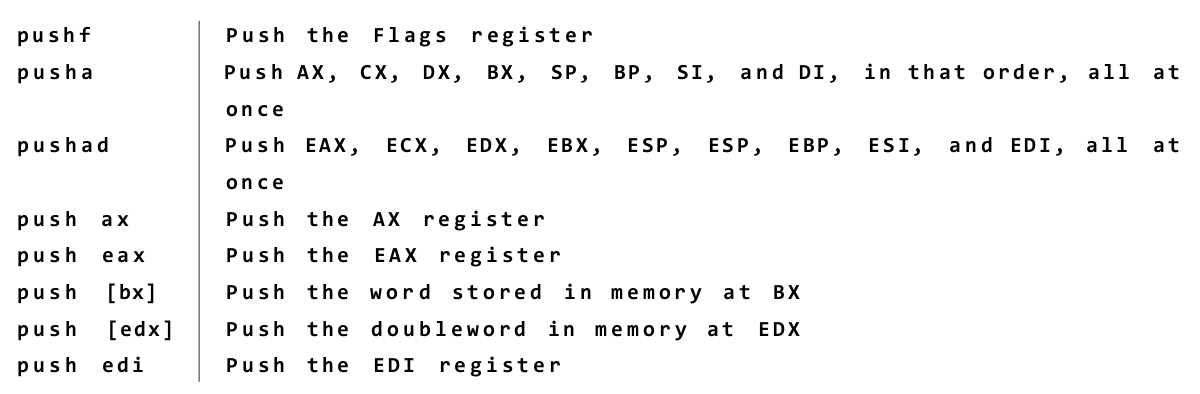 pushf Push the Flags register
pusha Push AX, CX, DX, BX, SP, BP, SI, and DI, in that order, all at
once
pushad Push EAX, ECX, EDX, EBX, ESP, ESP, EBP, ESI, and EDI, all at
once
push ax Push the AX register
push eax Push the EAX register
push [bx] Push the word stored in memory at BX
push [edx] Push the doubleword in memory at EDX
push edi Push the EDI register